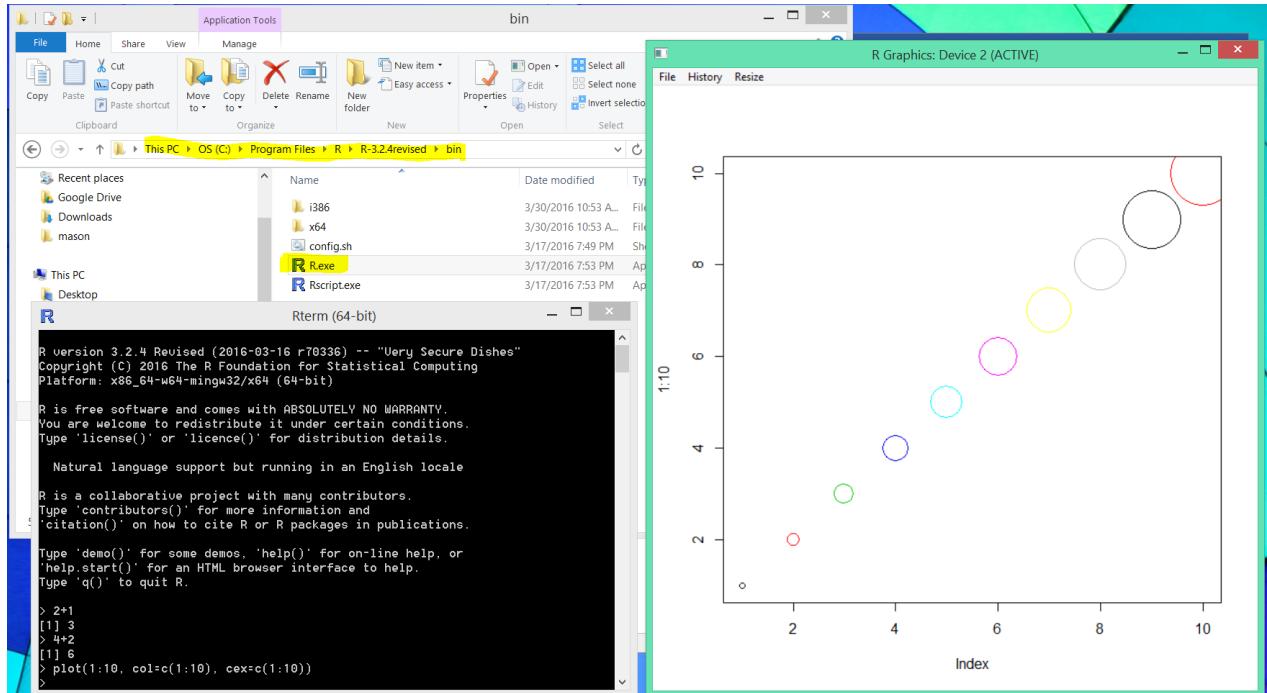 Application Tools
bin
File Home Share View Manage
Copy
Paste
Cut
Copy path
Paste shortcut
Clipboard
Move to
Copy to
Delete
Rename
Organize
New folder
New item
Easy access
New
Properties
Open
Edit
History
Open
Select all
Select none
Invert selectio
Select
This PC OS (C:) Program Files R R-3.2.4revised bin
Recent places
Google Drive
Downloads
mason
This PC
Desktop
Name Date modified Ty
i386 3/30/2016 10:53 A... File
x64 3/30/2016 10:53 A... File
config.sh 3/17/2016 7:49 PM Sh
R.exe 3/17/2016 7:53 PM Ap
Rscript.exe 3/17/2016 7:53 PM Ap
Rterm (64-bit)
R version 3.2.4 Revised (2016-03-16 r70336) -- "Very Secure Dishes"
Copyright (C) 2016 The R Foundation for Statistical Computing
Platform: x86_64-w64-mingw32/x64 (64-bit)
R is free software and comes with ABSOLUTELY NO WARRANTY.
You are welcome to redistribute it under certain conditions.
Type 'license()' or 'licence()' for distribution details.
Natural language support but running in an English locale
R is a collaborative project with many contributors.
Type 'contributors()' for more information and
'citation()' on how to cite R or R packages in publications.
Type 'demo()' for some demos, 'help()' for on-line help, or
'help.start()' for an HTML browser interface to help.
Type 'q()' to quit R.
> 2+1
[1] 3
> 4+2
[1] 6
> plot(1:10, col=c(1:10), cex=c(1:10))
>
R Graphics: Device 2 (ACTIVE)
File History Resize
10
8
6
4
2
1:10
2 4 6 8 10
Index